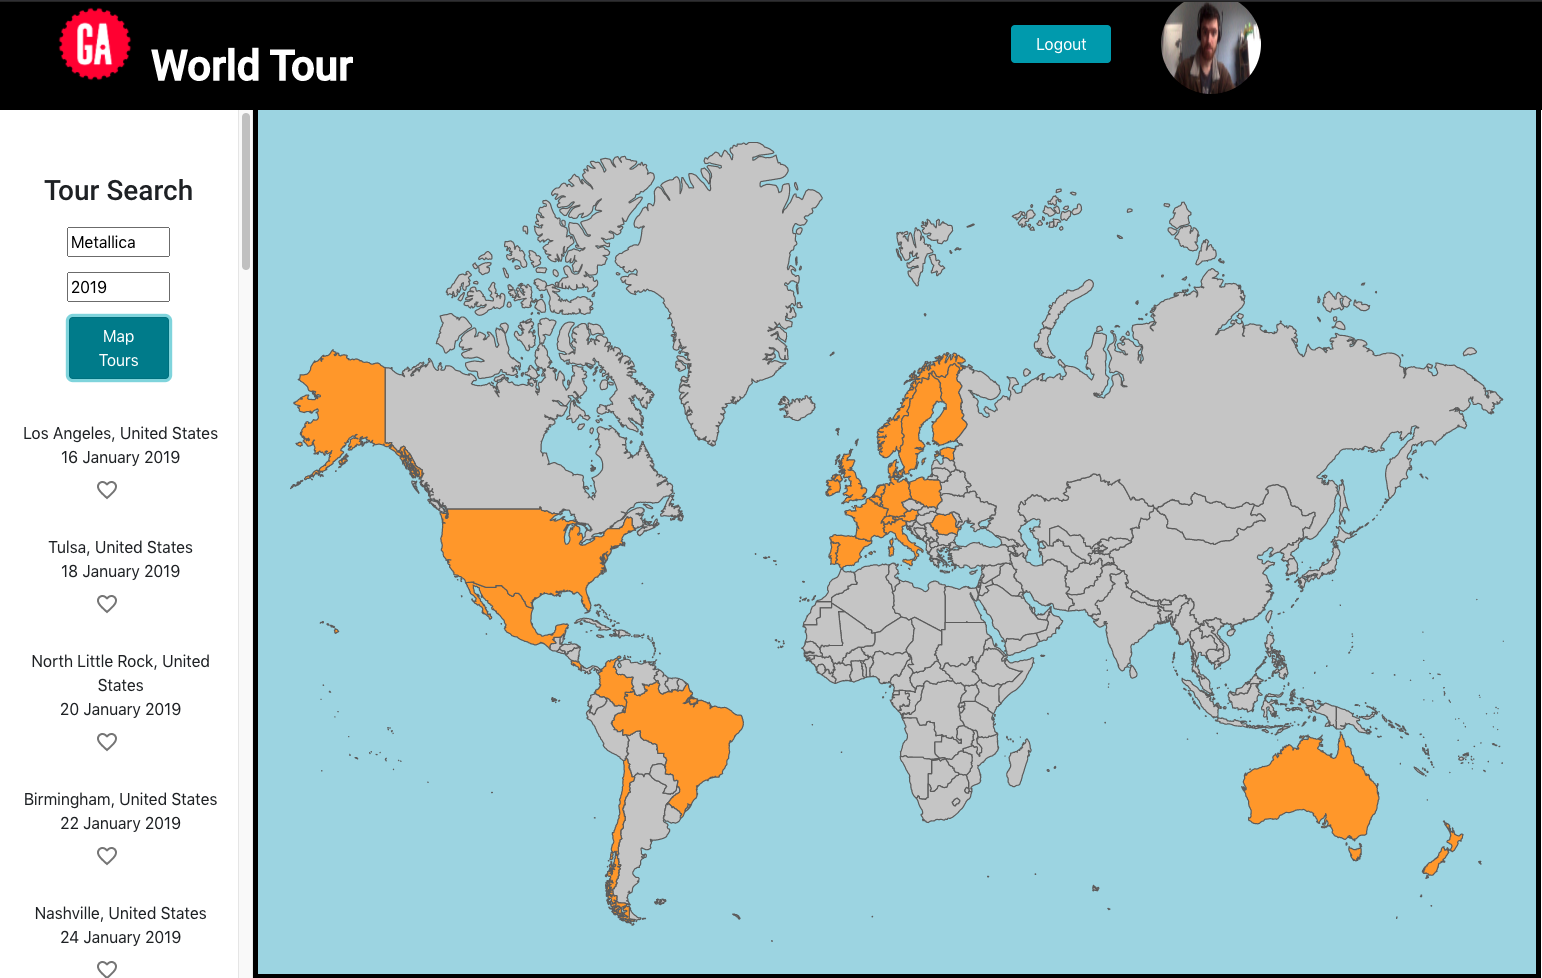 GA
World Tour
Logout
Tour Search
Metallica
2019
Map
Tours
Los Angeles, United States
16 January 2019
Tulsa, United States
18 January 2019
North Little Rock, United
States
20 January 2019
Birmingham, United States
22 January 2019
Nashville, United States
24 January 2019